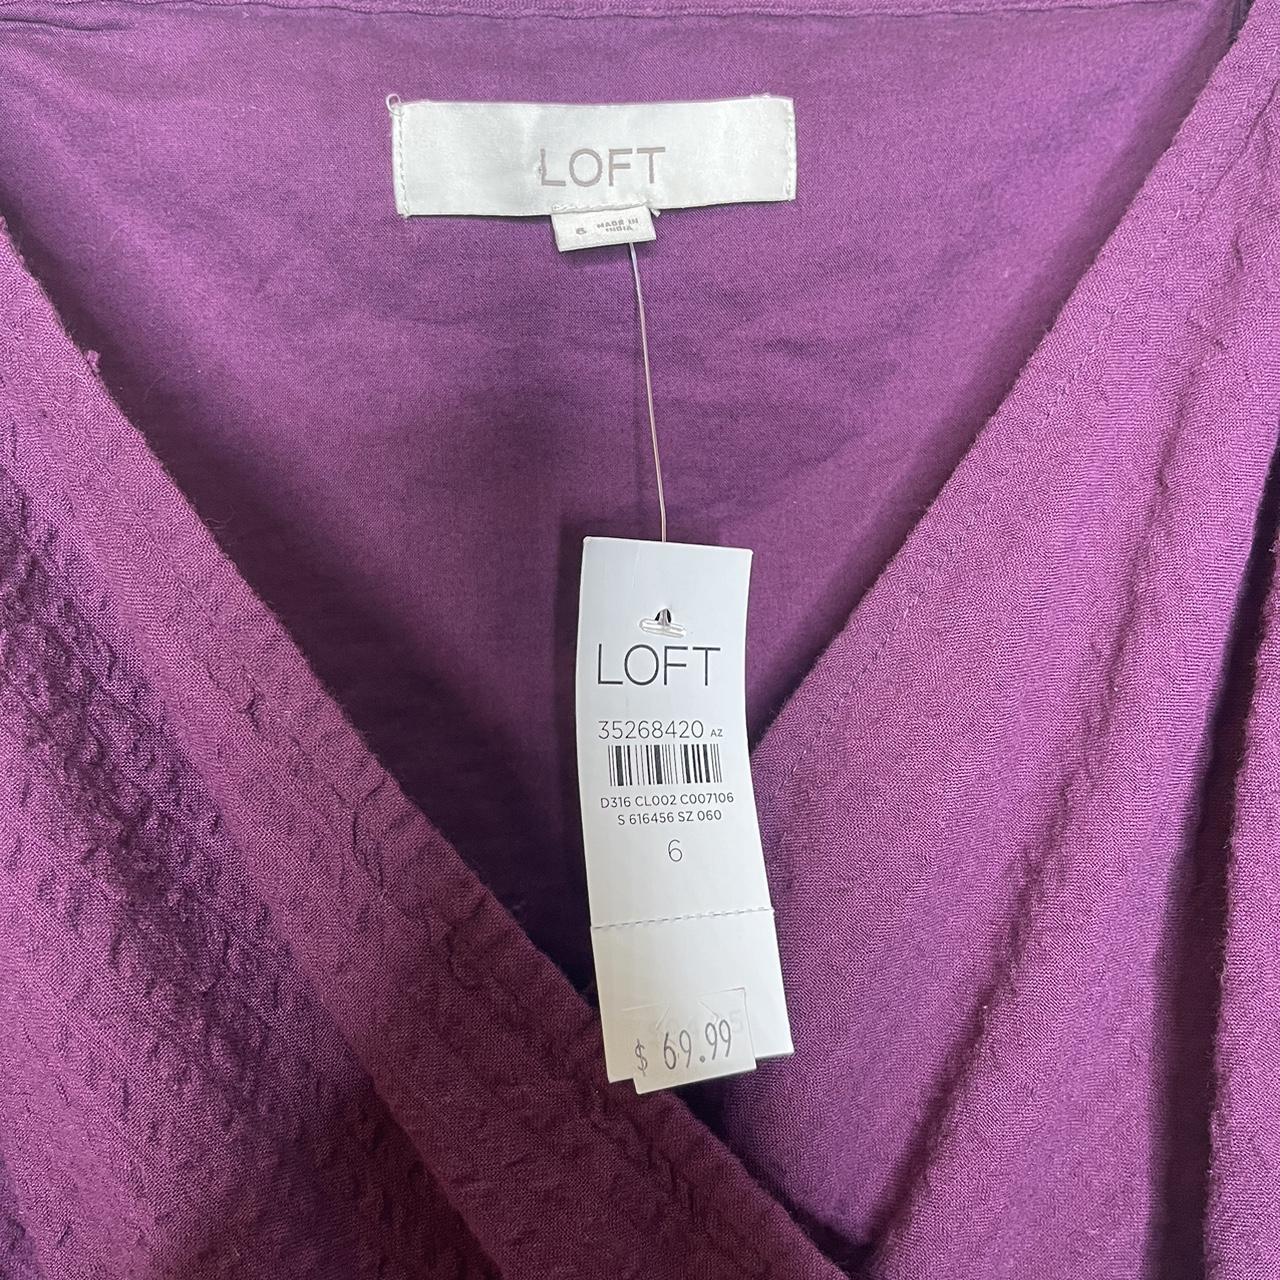 LOFT
6 MADE IN
INDIA
LOFT
35268420 AZ
D316 CL002 C007106
S 616456 SZ 060
6
$ 69.99